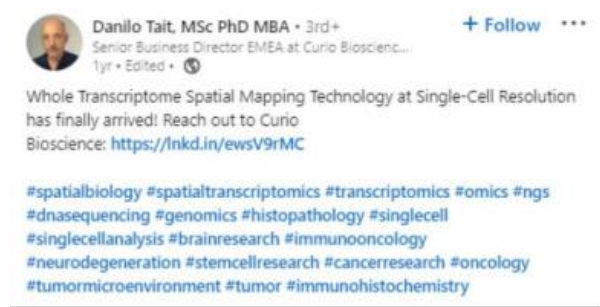 Danilo Tait, MSc PhD MBA • 3rd+
+ Follow ...
Senior Business Director EMEA at Curio Bioscienc...
1yr • Edited •
Whole Transcriptome Spatial Mapping Technology at Single-Cell Resolution
has finally arrived! Reach out to Curio
Bioscience: https://lnkd.in/ewsV9rMC
#spatialbiology #spatialtranscriptomics #transcriptomics #omics #ngs
#dnasequencing #genomics #histopathology #singlecell
#singlecellanalysis #brainresearch #immunooncology
#neurodegeneration #stemcellresearch #cancerresearch #oncology
#tumormicroenvironment #tumor #immunohistochemistry